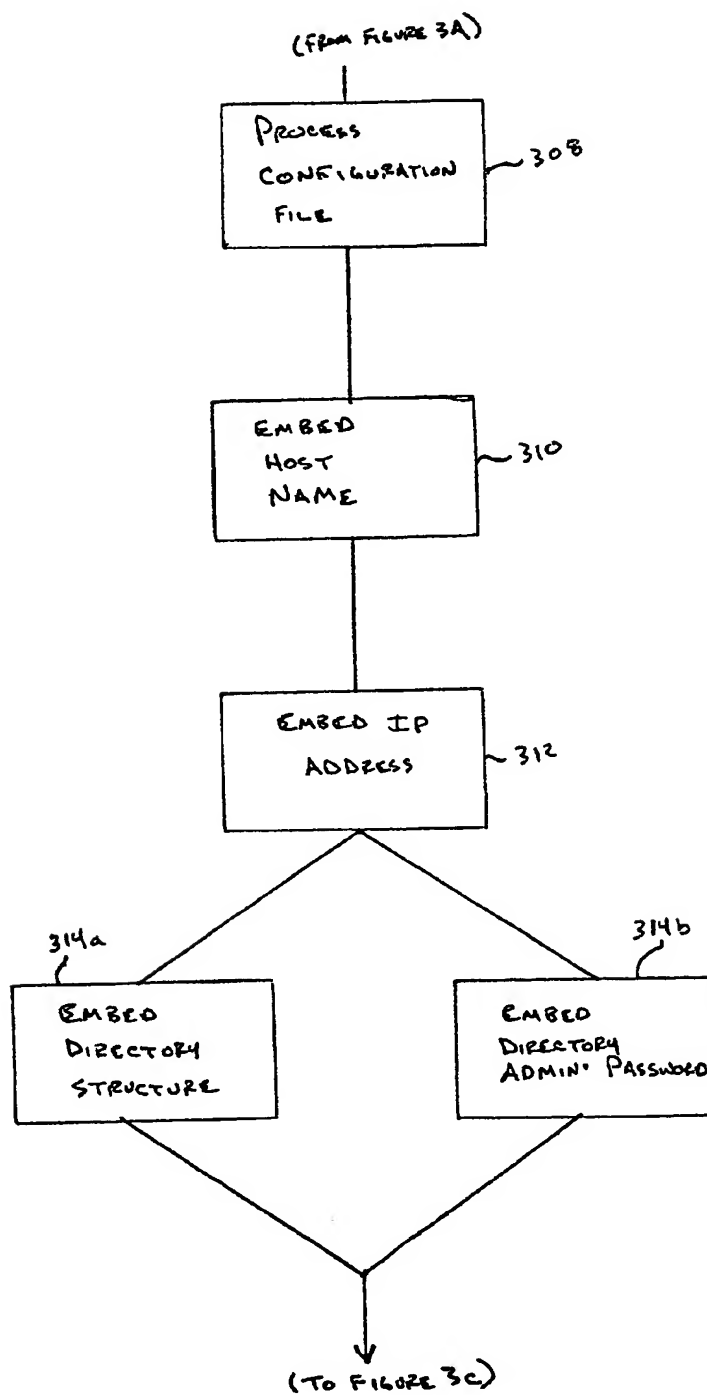 (FROM FIGURE 3A)
PROCESS
CONFIGURATION
FILE
308
EMBED
HOST
NAME
310
EMBED IP
ADDRESS
312
314a
EMBED
DIRECTORY
STRUCTURE
314b
EMBED
DIRECTORY
ADMIN. PASSWORD
(TO FIGURE 3C)